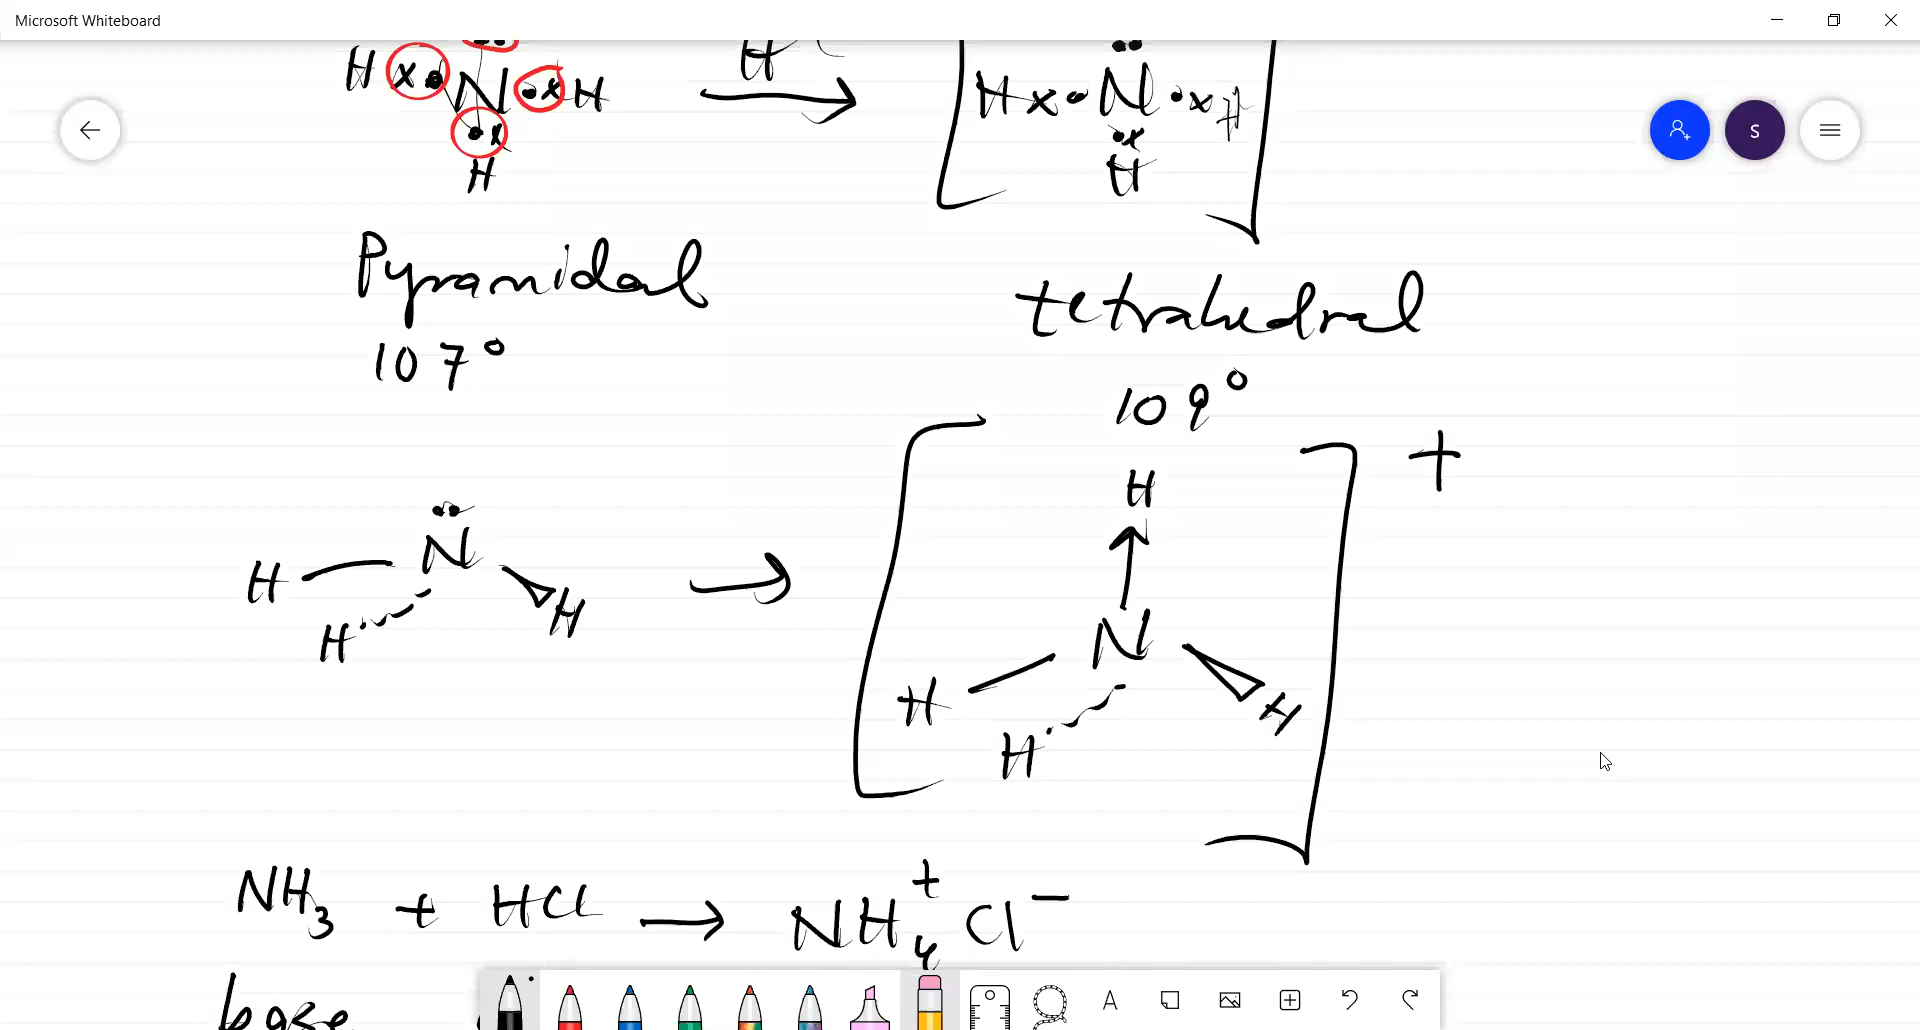 Microsoft Whiteboard
H x• N •x H
H
•x
H
H x• N •x H
•x
H
S
Pyramidal
107°
tetrahedral
109°
H
+
N
H
H
H
N
H
H
H
NH3 + HCl → NH4+ Cl−
base
A